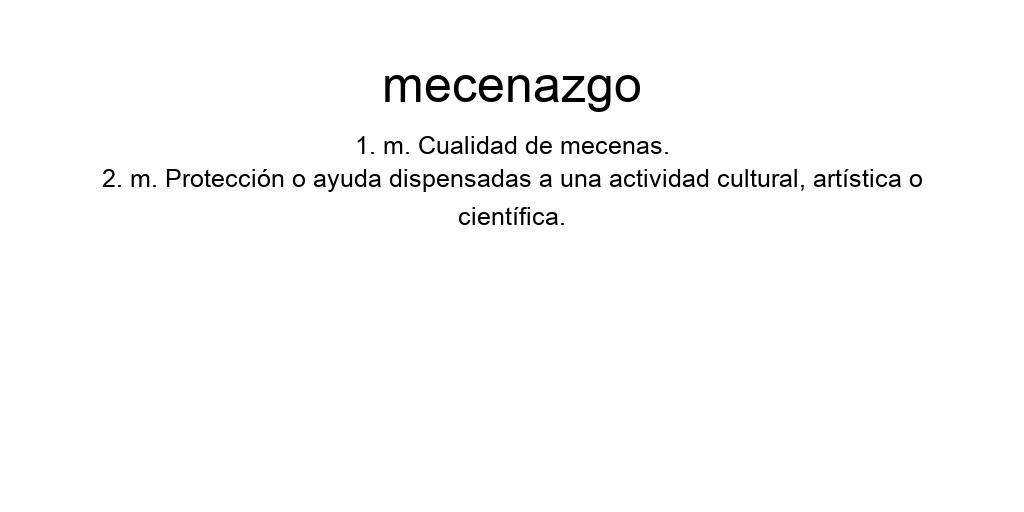 mecenazgo
1. m. Cualidad de mecenas.
2. m. Protección o ayuda dispensadas a una actividad cultural, artística o
científica.